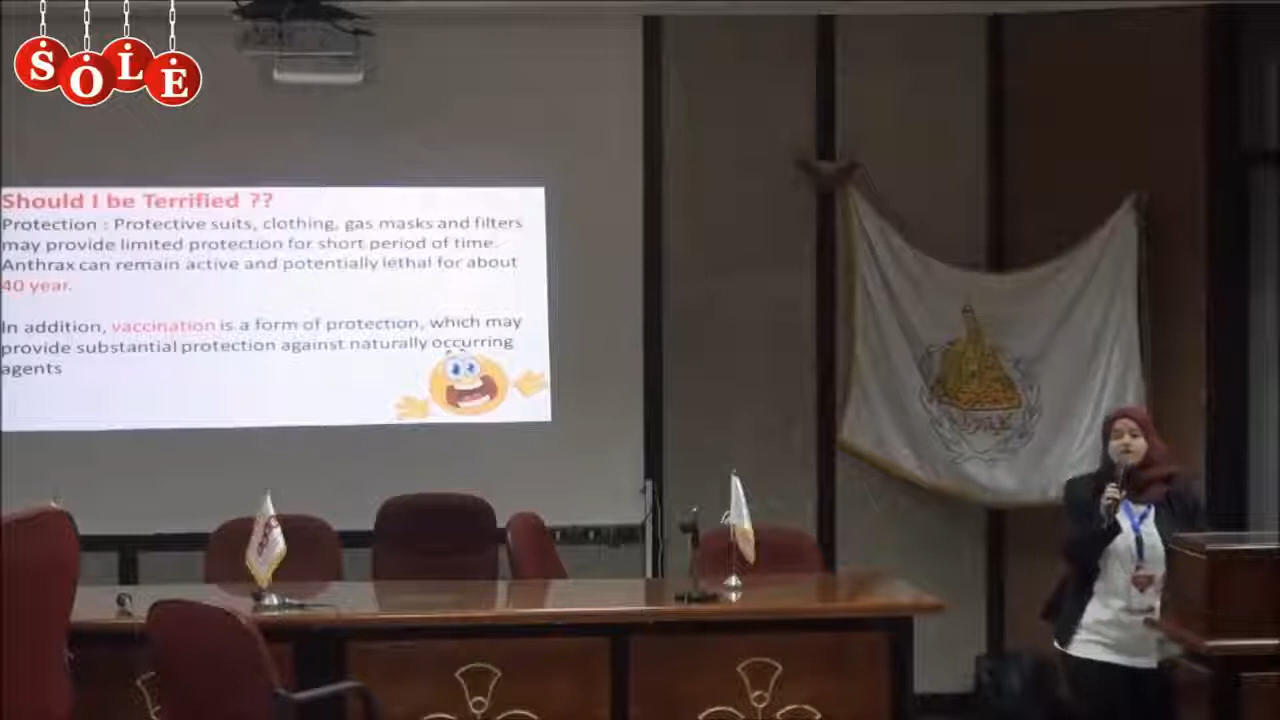 SOLE
Should I be Terrified ??
Protection : Protective suits, clothing, gas masks and filters
may provide limited protection for short period of time.
Anthrax can remain active and potentially lethal for about
40 year.
In addition, vaccination is a form of protection, which may
provide substantial protection against naturally occurring
agents